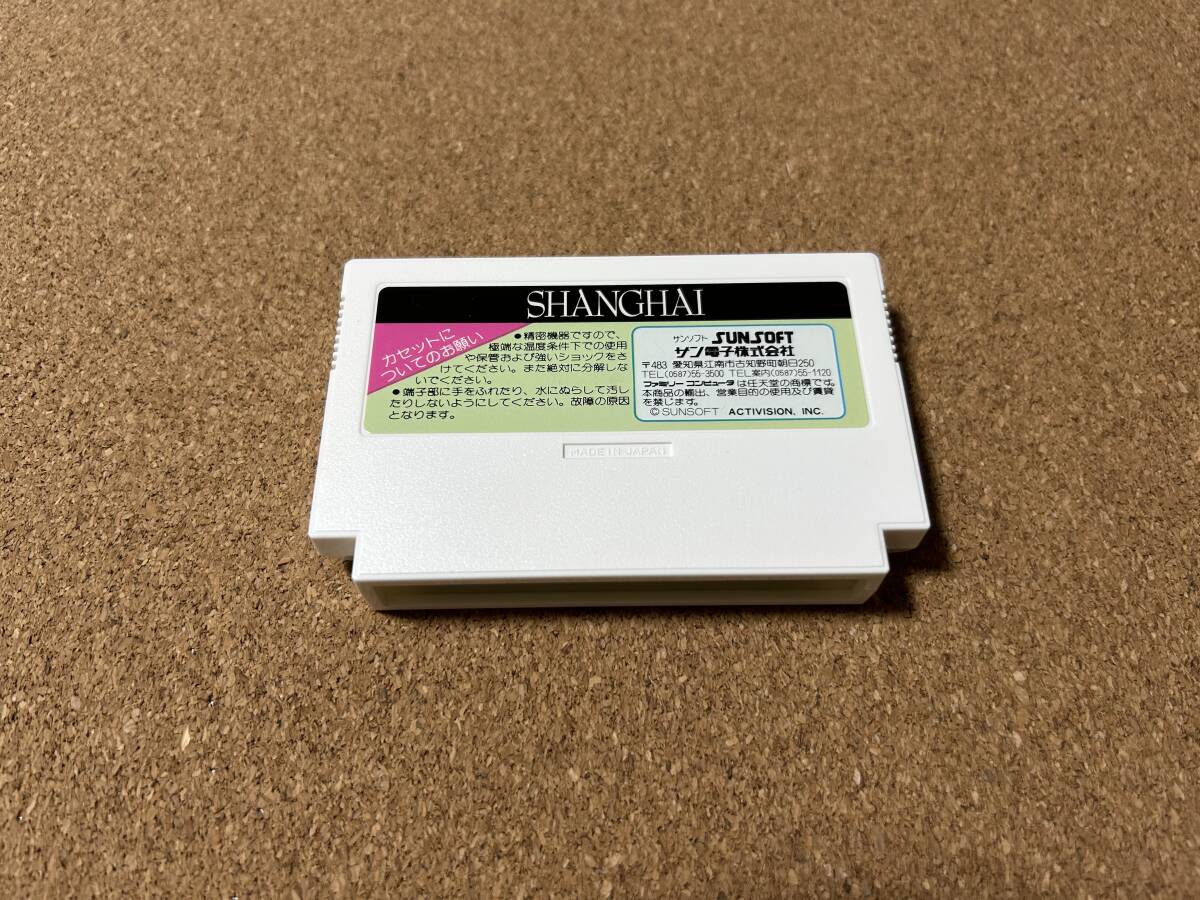 SHANGHAI
カセットに
ついてのお願い
●精密機器ですので、
極端な温度条件下での使用
や保管および強いショックをさ
けてください。また絶対に分解しな
いでください。
●端子部に手をふれたり、水にぬらして汚し
たりしないようにしてください。故障の原因
となります。
サンソフト SUNSOFT
サン電子株式会社
〒483 愛知県江南市古知野町朝日250
TEL(0587)55-3500 TEL案内(0587)55-1120
ファミリーコンピュータは任天堂の商標です。
本商品の輸出、営業目的の使用及び賃貸
を禁じます。
©SUNSOFT ACTIVISION, INC.
MADE IN JAPAN